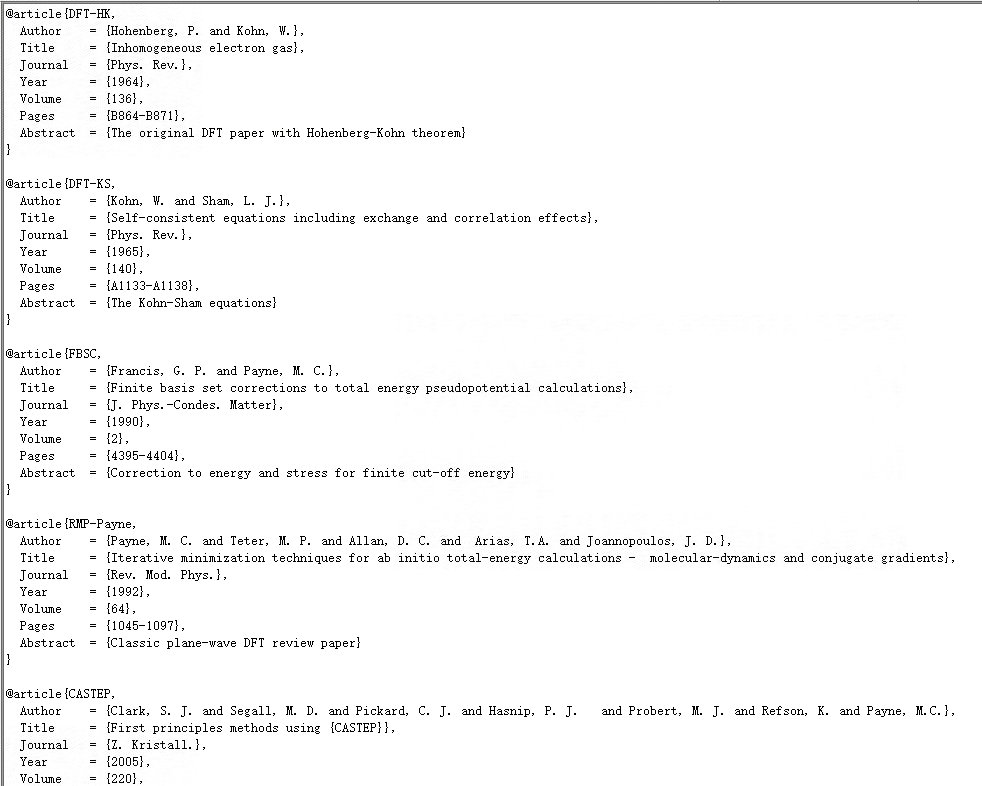 @article{DFT-HK,
  Author    = {Hohenberg, P. and Kohn, W.},
  Title     = {Inhomogeneous electron gas},
  Journal   = {Phys. Rev.},
  Year      = {1964},
  Volume    = {136},
  Pages     = {B864-B871},
  Abstract  = {The original DFT paper with Hohenberg-Kohn theorem}
}

@article{DFT-KS,
  Author    = {Kohn, W. and Sham, L. J.},
  Title     = {Self-consistent equations including exchange and correlation effects},
  Journal   = {Phys. Rev.},
  Year      = {1965},
  Volume    = {140},
  Pages     = {A1133-A1138},
  Abstract  = {The Kohn-Sham equations}
}

@article{FBSC,
  Author    = {Francis, G. P. and Payne, M. C.},
  Title     = {Finite basis set corrections to total energy pseudopotential calculations},
  Journal   = {J. Phys.-Condes. Matter},
  Year      = {1990},
  Volume    = {2},
  Pages     = {4395-4404},
  Abstract  = {Correction to energy and stress for finite cut-off energy}
}

@article{RMP-Payne,
  Author    = {Payne, M. C. and Teter, M. P. and Allan, D. C. and  Arias, T.A. and Joannopoulos, J. D.},
  Title     = {Iterative minimization techniques for ab initio total-energy calculations -  molecular-dynamics and conjugate gradients},
  Journal   = {Rev. Mod. Phys.},
  Year      = {1992},
  Volume    = {64},
  Pages     = {1045-1097},
  Abstract  = {Classic plane-wave DFT review paper}
}

@article{CASTEP,
  Author    = {Clark, S. J. and Segall, M. D. and Pickard, C. J. and Hasnip, P. J.   and Probert, M. J. and Refson, K. and Payne, M.C.},
  Title     = {First principles methods using {CASTEP}},
  Journal   = {Z. Kristall.},
  Year      = {2005},
  Volume    = {220},